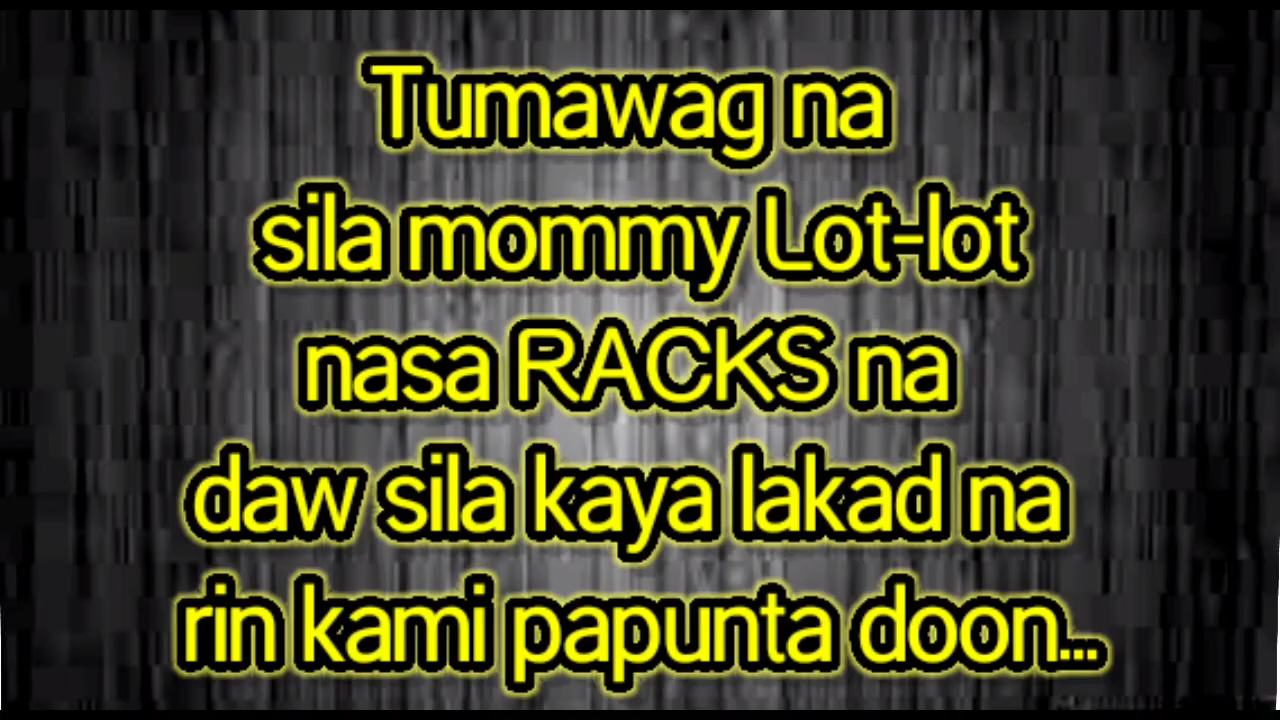 Tumawag na
sila mommy Lot-lot
nasa RACKS na
daw sila kaya lakad na
rin kami papunta doon...